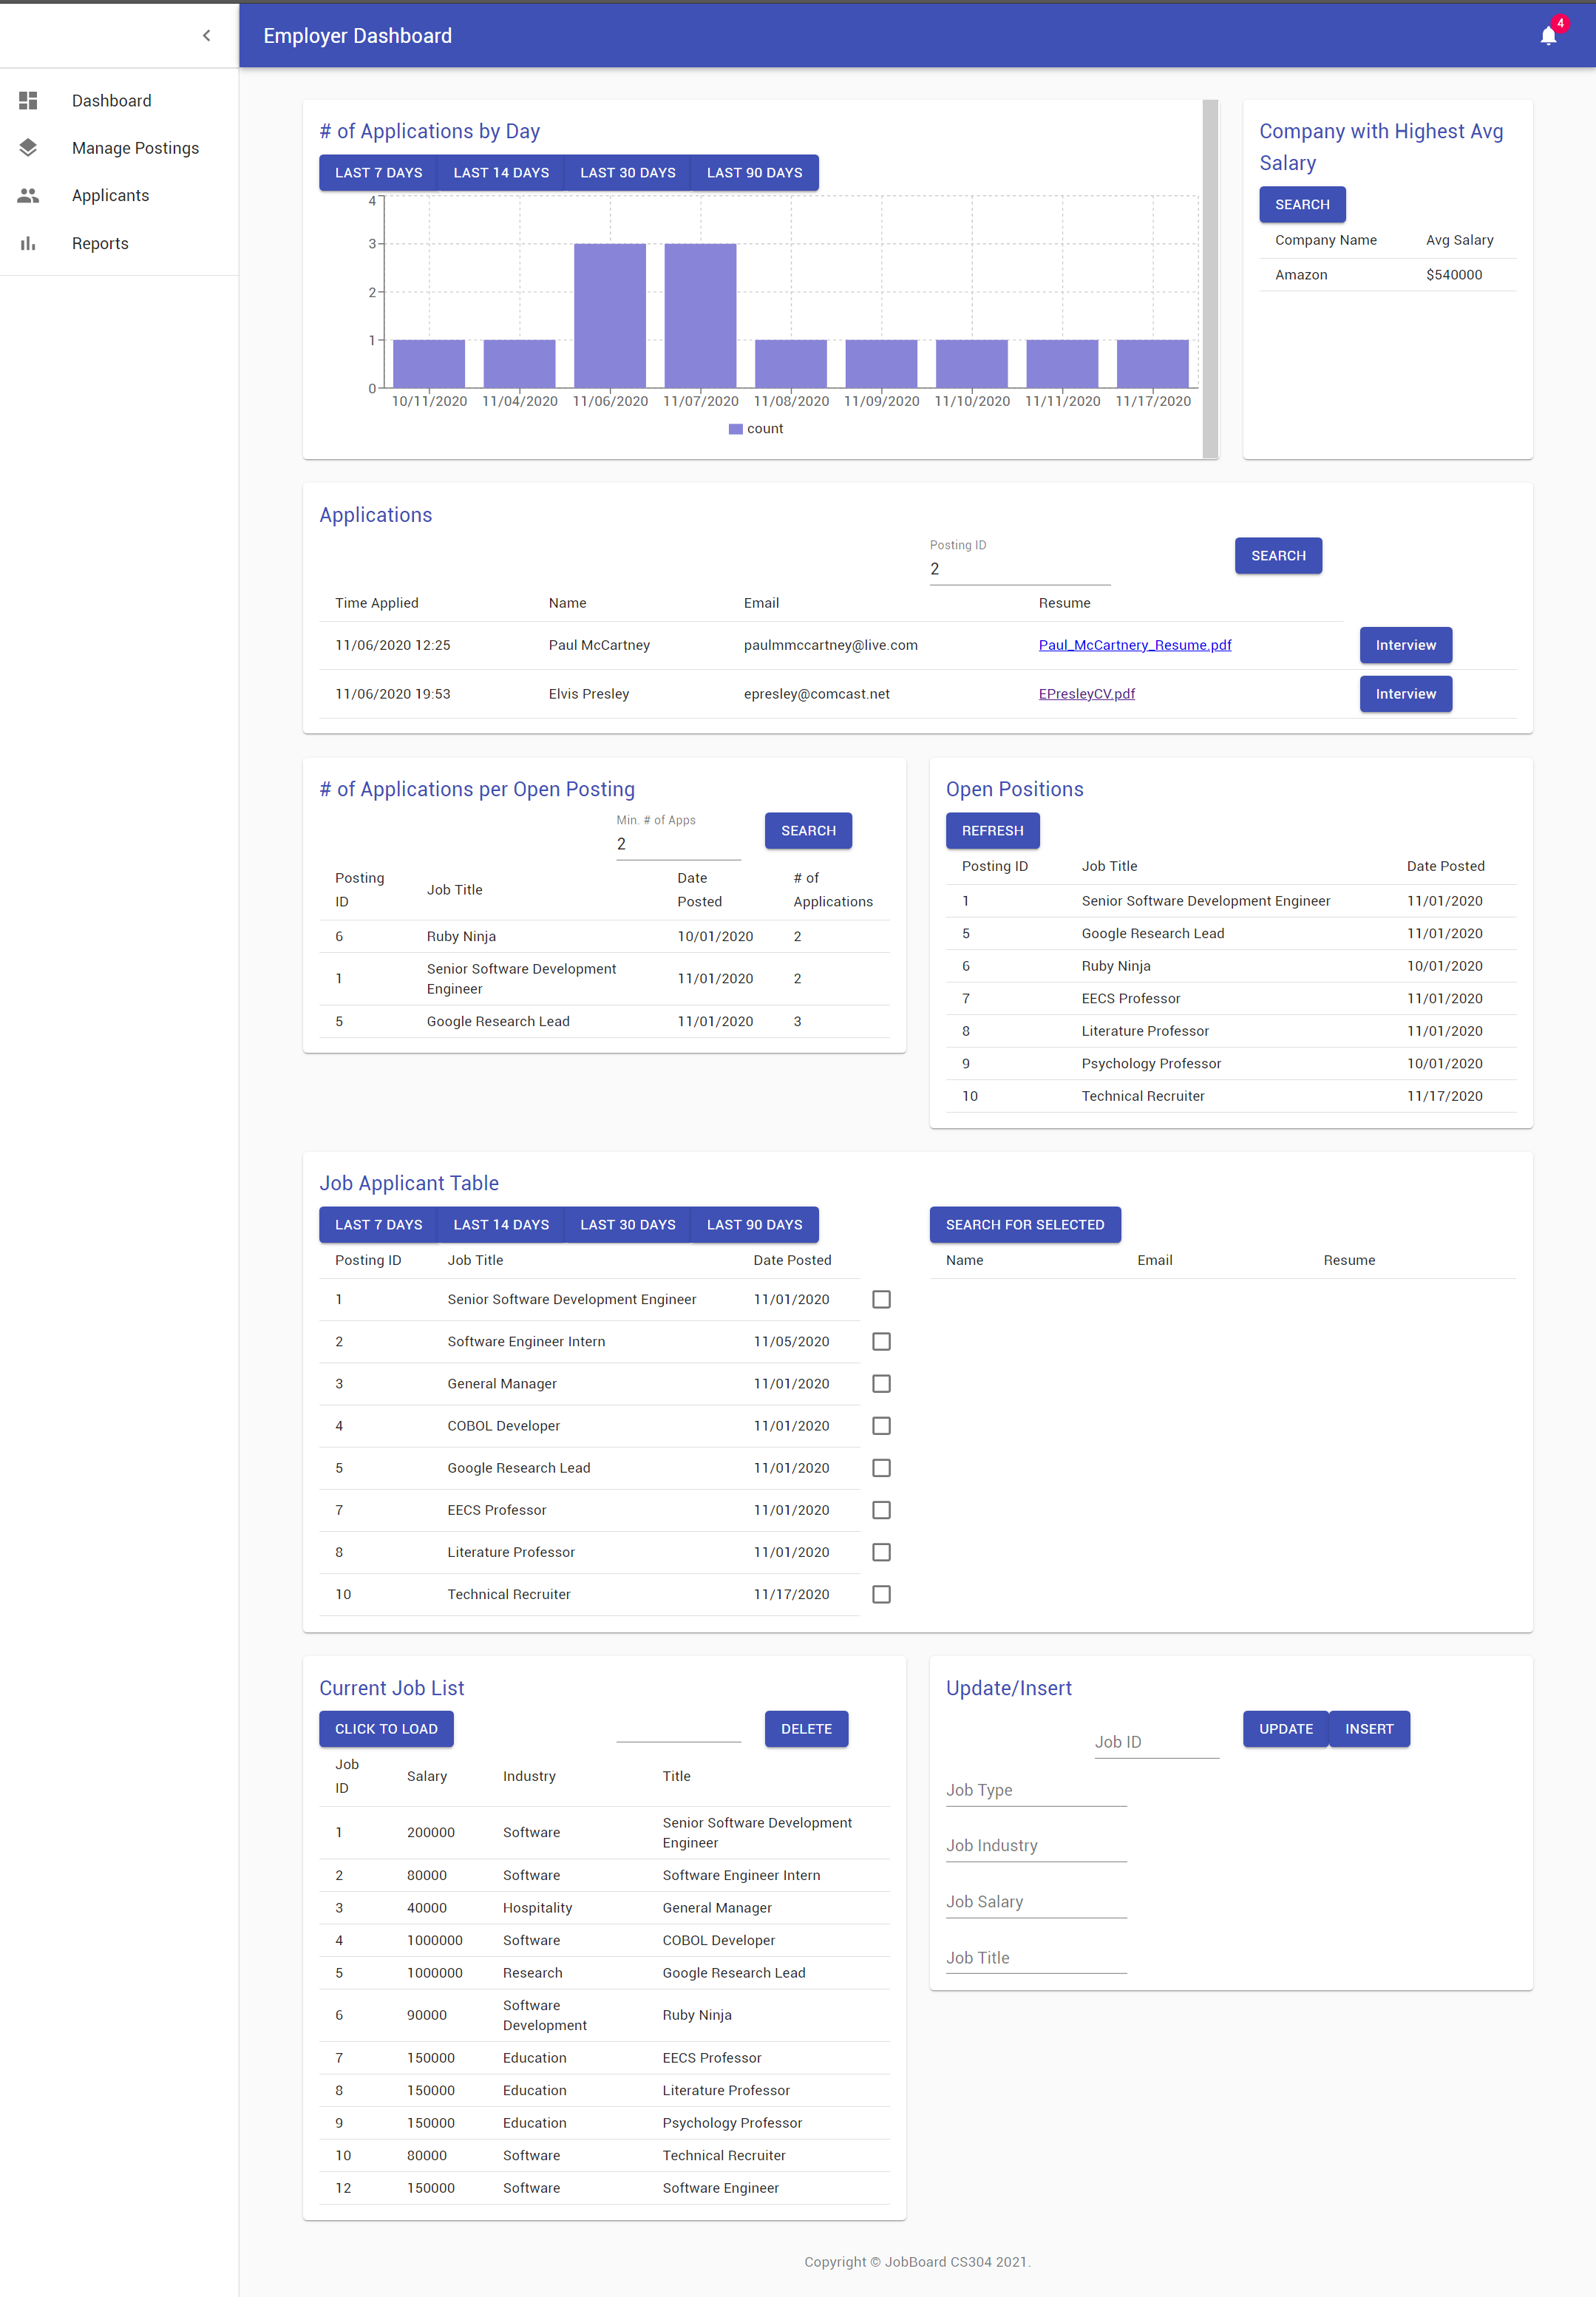 Employer Dashboard
4
Dashboard
Manage Postings
Applicants
Reports
# of Applications by Day
LAST 7 DAYS LAST 14 DAYS LAST 30 DAYS LAST 90 DAYS
4
3
2
1
0
10/11/2020 11/04/2020 11/06/2020 11/07/2020 11/08/2020 11/09/2020 11/10/2020 11/11/2020 11/17/2020
count
Company with Highest Avg
Salary
SEARCH
Company Name Avg Salary
Amazon $540000
Applications
Posting ID
2
SEARCH
Time Applied Name Email Resume
11/06/2020 12:25 Paul McCartney paulmmccartney@live.com Paul_McCartnery_Resume.pdf Interview
11/06/2020 19:53 Elvis Presley epresley@comcast.net EPresleyCV.pdf Interview
# of Applications per Open Posting
Min. # of Apps
2
SEARCH
Posting ID Job Title Date Posted # of Applications
6 Ruby Ninja 10/01/2020 2
1 Senior Software Development Engineer 11/01/2020 2
5 Google Research Lead 11/01/2020 3
Open Positions
REFRESH
Posting ID Job Title Date Posted
1 Senior Software Development Engineer 11/01/2020
5 Google Research Lead 11/01/2020
6 Ruby Ninja 10/01/2020
7 EECS Professor 11/01/2020
8 Literature Professor 11/01/2020
9 Psychology Professor 10/01/2020
10 Technical Recruiter 11/17/2020
Job Applicant Table
LAST 7 DAYS LAST 14 DAYS LAST 30 DAYS LAST 90 DAYS
Posting ID Job Title Date Posted
1 Senior Software Development Engineer 11/01/2020
2 Software Engineer Intern 11/05/2020
3 General Manager 11/01/2020
4 COBOL Developer 11/01/2020
5 Google Research Lead 11/01/2020
7 EECS Professor 11/01/2020
8 Literature Professor 11/01/2020
10 Technical Recruiter 11/17/2020
SEARCH FOR SELECTED
Name Email Resume
Current Job List
CLICK TO LOAD DELETE
Job ID Salary Industry Title
1 200000 Software Senior Software Development Engineer
2 80000 Software Software Engineer Intern
3 40000 Hospitality General Manager
4 1000000 Software COBOL Developer
5 1000000 Research Google Research Lead
6 90000 Software Development Ruby Ninja
7 150000 Education EECS Professor
8 150000 Education Literature Professor
9 150000 Education Psychology Professor
10 80000 Software Technical Recruiter
12 150000 Software Software Engineer
Update/Insert
Job ID UPDATE INSERT
Job Type
Job Industry
Job Salary
Job Title
Copyright © JobBoard CS304 2021.